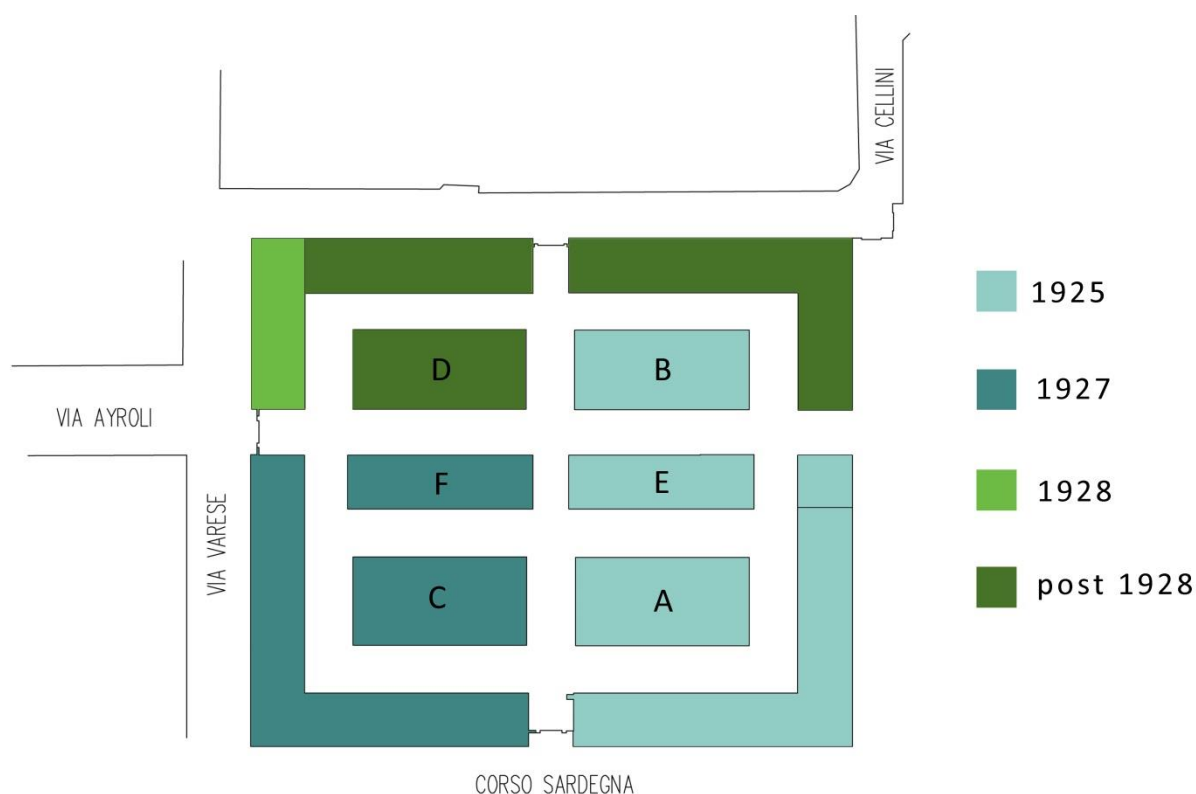 VIA CELLINI
1925
D
B
1927
VIA AYROLI
F
E
1928
VIA VARESE
C
A
post 1928
CORSO SARDEGNA